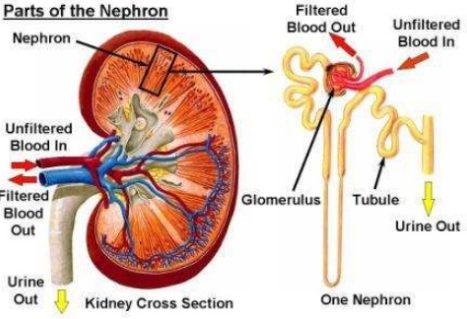 Parts of the Nephron
Nephron
Unfiltered
Blood In
Filtered
Blood
Out
Urine
Out
Kidney Cross Section
Filtered
Blood Out
Unfiltered
Blood In
Glomerulus
Tubule
Urine Out
One Nephron